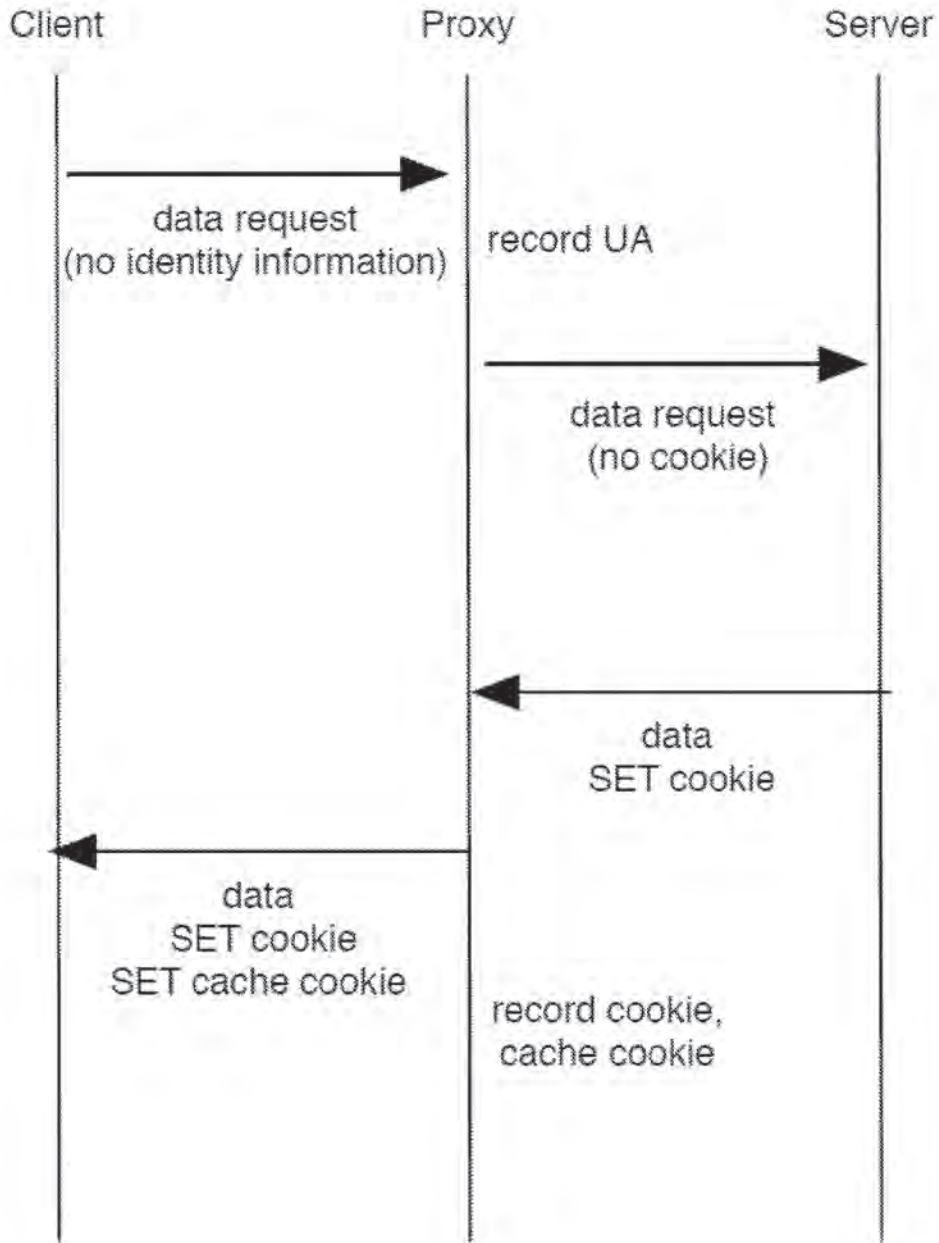 Client
Proxy
Server
data request
(no identity information)
record UA
data request
(no cookie)
data
SET cookie
data
SET cookie
SET cache cookie
record cookie,
cache cookie